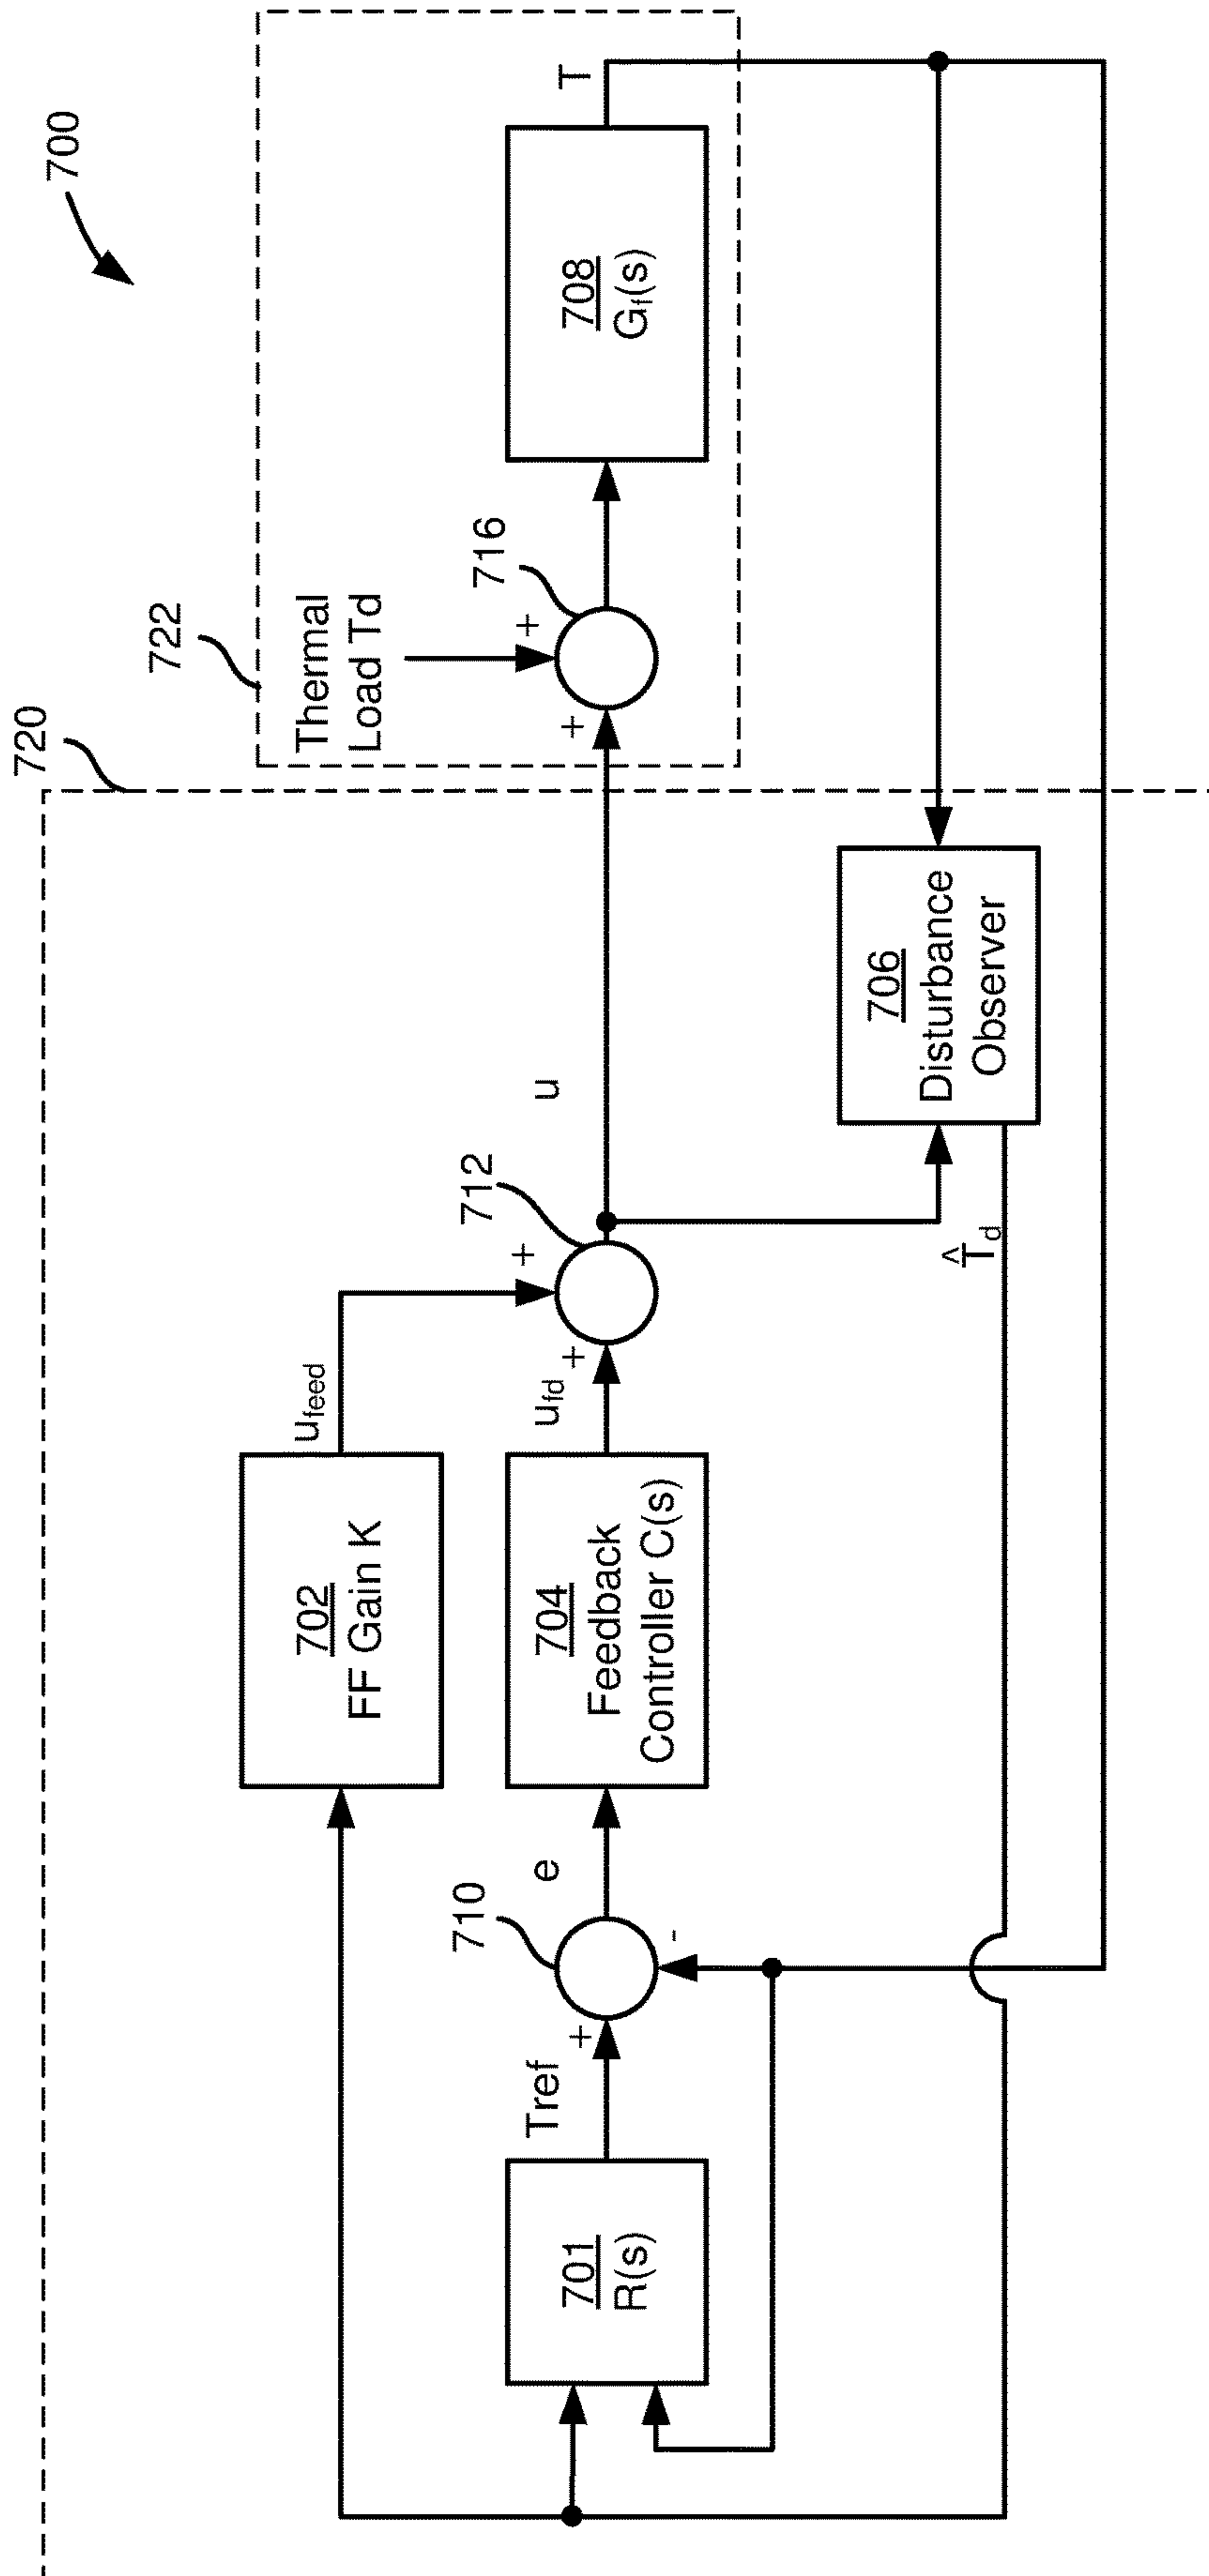 700
720
722
Thermal
Load Td
+
716
+
708
Gf(s)
T
702
FF Gain K
ufeed
+
712
u
701
R(s)
Tref
+
710
-
e
704
Feedback
Controller C(s)
ufd
+
T̂d
706
Disturbance
Observer